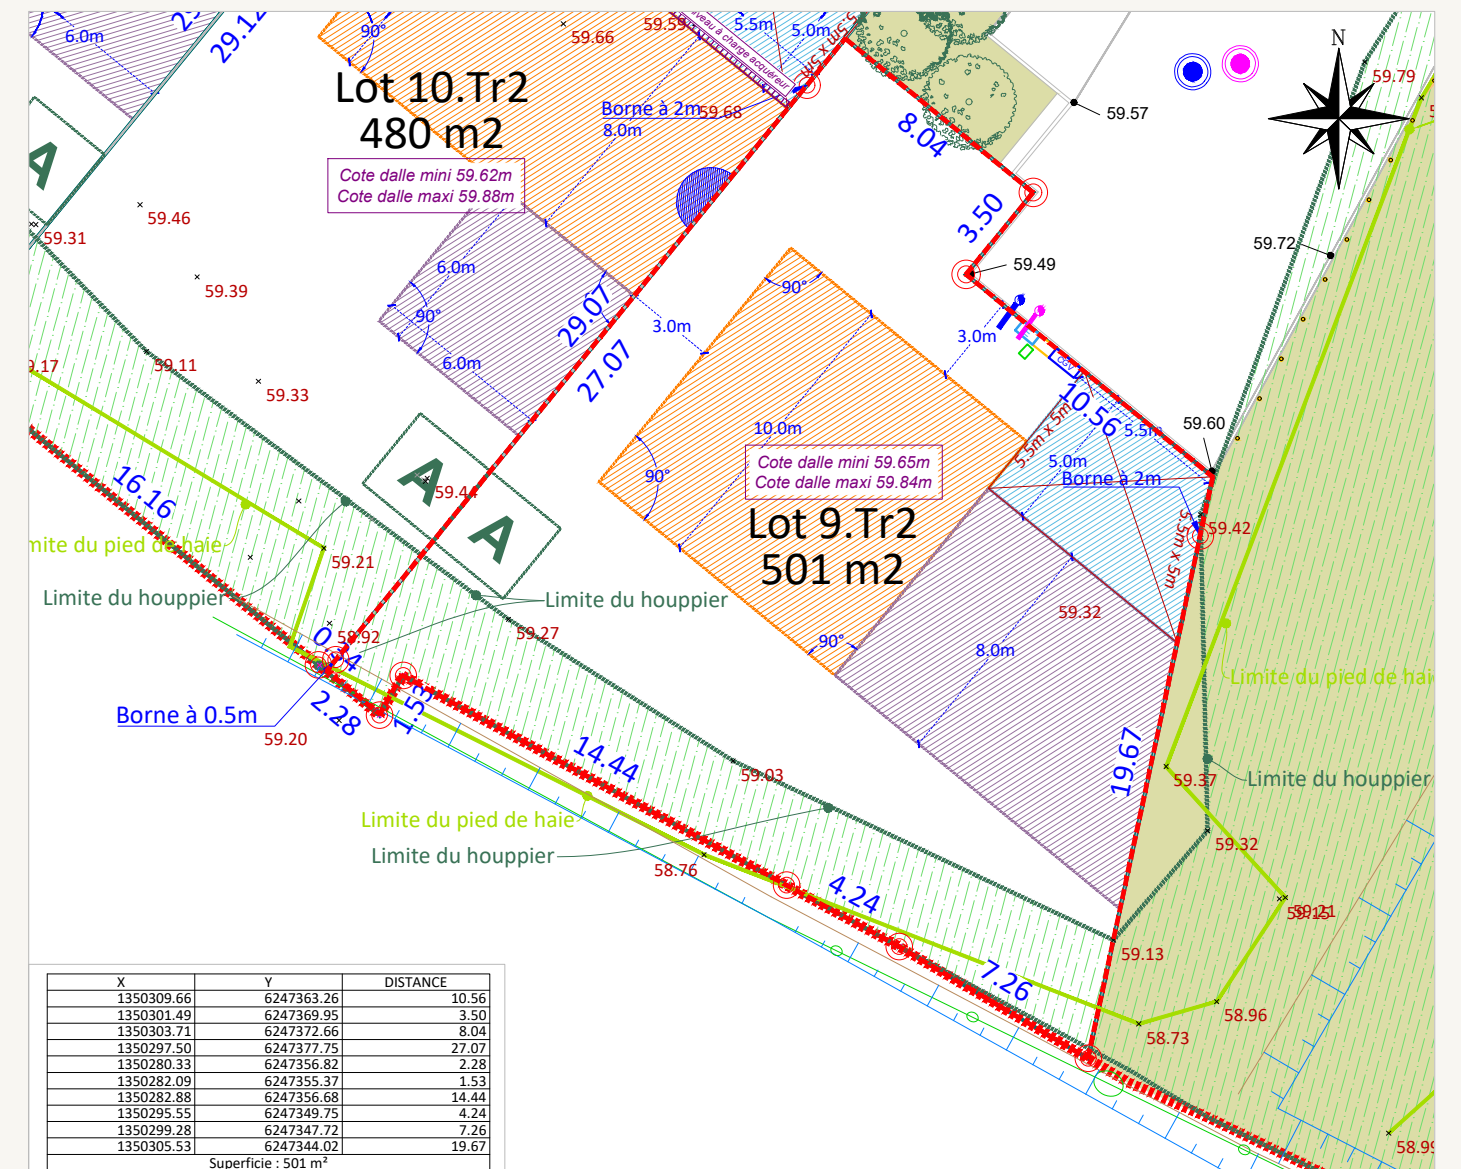 6.0m
29.12
90°
59.66
59.59
5.5m
5.0m
5.5m x 5m
N
59.79
Lot 10.Tr2
480 m2
Borne à 2m
59.68
8.0m
59.57
8.04
A
Cote dalle mini 59.62m
Cote dalle maxi 59.88m
59.46
59.31
3.50
59.72
59.49
59.39
6.0m
90°
90°
29.07
3.0m
3.0m
27.07
6.0m
59.11
59.33
10.56
5.5m
59.60
10.0m
5.5m x 5m
Cote dalle mini 59.65m
Cote dalle maxi 59.84m
5.0m
Borne à 2m
90°
16.16
A
59.44
A
Lot 9.Tr2
501 m2
59.42
5.5m x 5m
59.21
Limite du houppier
Limite du houppier
59.32
58.92
59.27
90°
8.0m
Borne à 0.5m
2.28
1.53
59.20
14.44
59.03
19.67
59.37
Limite du houppier
Limite du pied de haie
Limite du houppier
58.76
59.32
4.24
59.21
59.13
7.26
58.96
58.73
X Y DISTANCE
1350309.66 6247363.26 10.56
1350301.49 6247369.95 3.50
1350303.71 6247372.66 8.04
1350297.50 6247377.75 27.07
1350280.33 6247356.82 2.28
1350282.09 6247355.37 1.53
1350282.88 6247356.68 14.44
1350295.55 6247349.75 4.24
1350299.28 6247347.72 7.26
1350305.53 6247344.02 19.67
Superficie : 501 m²